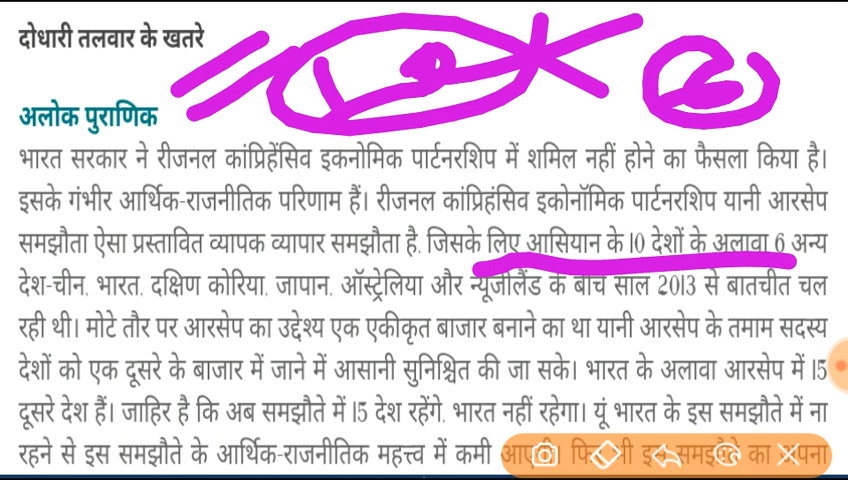 दोधारी तलवार के खतरे
अलोक पुराणिक
भारत सरकार ने रीजनल कांप्रिहेंसिव इकनोमिक पार्टनरशिप में शमिल नहीं होने का फैसला किया है।
इसके गंभीर आर्थिक-राजनीतिक परिणाम हैं। रीजनल कांप्रिहंसिव इकोनॉमिक पार्टनरशिप यानी आरसेप
समझौता ऐसा प्रस्तावित व्यापक व्यापार समझौता है, जिसके लिए आसियान के 10 देशों के अलावा 6 अन्य
देश-चीन, भारत, दक्षिण कोरिया, जापान, ऑस्ट्रेलिया और न्यूजीलैंड के बीच साल 2013 से बातचीत चल
रही थी। मोटे तौर पर आरसेप का उद्देश्य एक एकीकृत बाजार बनाने का था यानी आरसेप के तमाम सदस्य
देशों को एक दूसरे के बाजार में जाने में आसानी सुनिश्चित की जा सके। भारत के अलावा आरसेप में 15
दूसरे देश हैं। जाहिर है कि अब समझौते में 15 देश रहेंगे, भारत नहीं रहेगा। यूं भारत के इस समझौते में ना
रहने से इस समझौते के आर्थिक-राजनीतिक महत्त्व में कमी इस समझौते का अपना